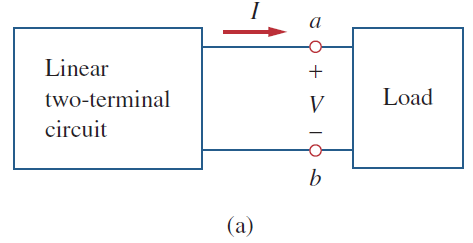 I
a
Linear
two-terminal
circuit
+
V
–
Load
b
(a)